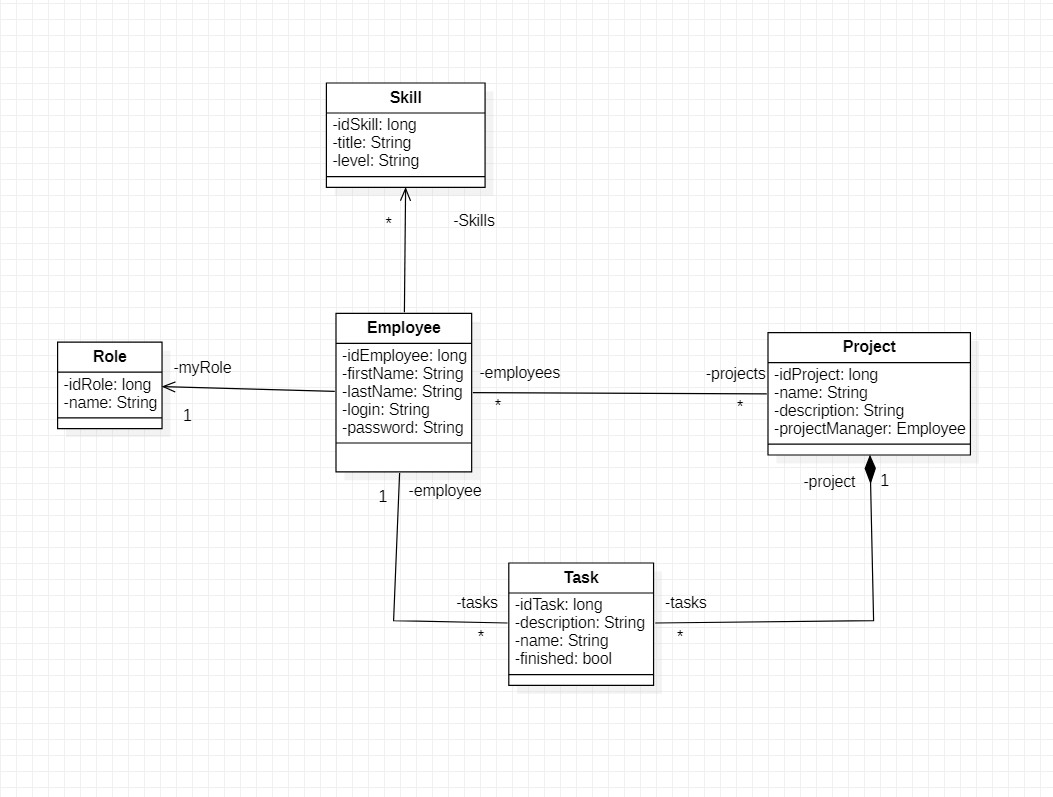 Skill
-idSkill: long
-title: String
-level: String
*
-Skills
Employee
-idEmployee: long
-firstName: String
-lastName: String
-login: String
-password: String
Role
-idRole: long
-name: String
-myRole
1
-employees
*
-projects
*
Project
-idProject: long
-name: String
-description: String
-projectManager: Employee
1
-employee
-project
1
Task
-idTask: long
-description: String
-name: String
-finished: bool
-tasks
*
-tasks
*